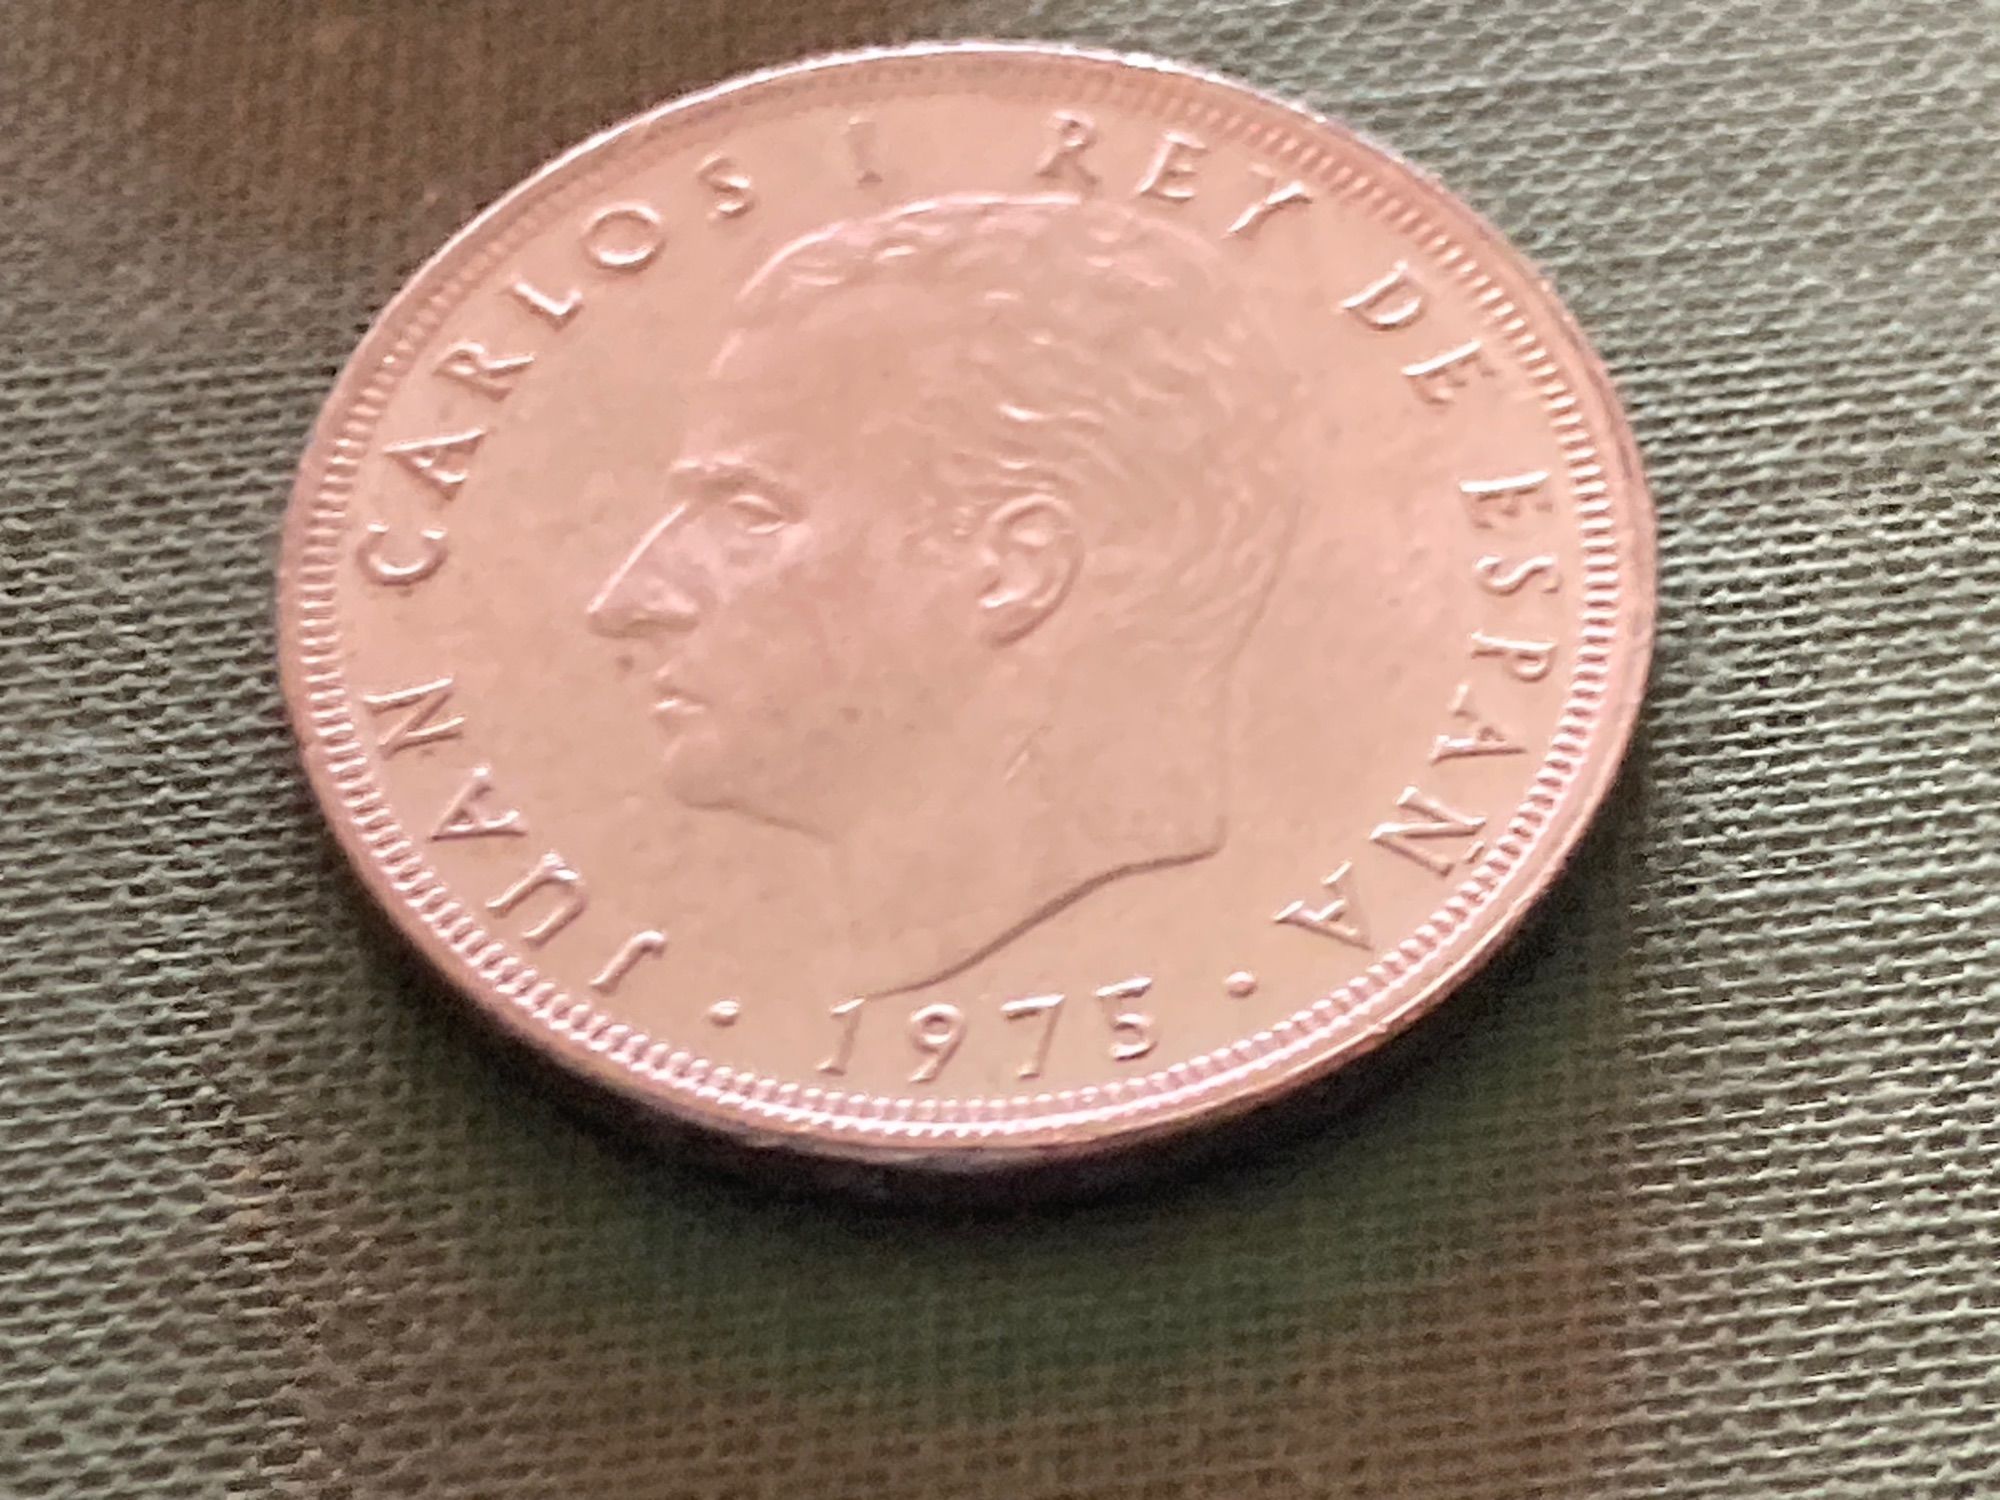 JUAN CARLOS I REY DE ESPAÑA
• 1975 •